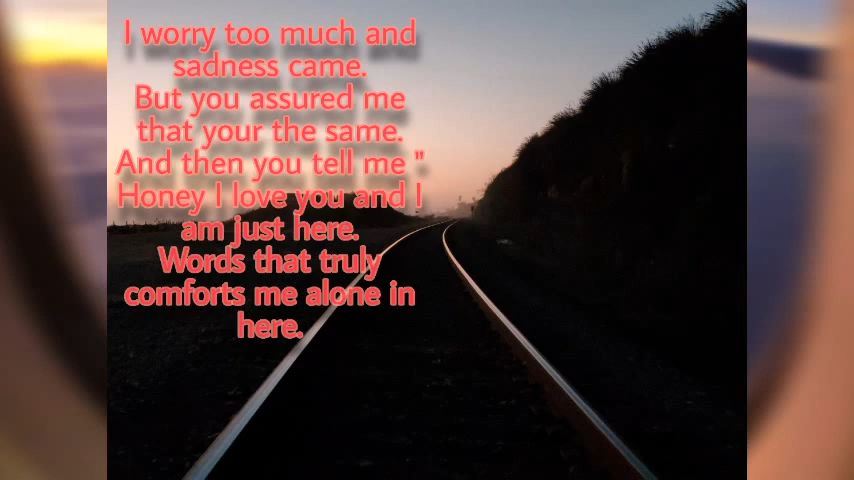 I worry too much and
sadness came.
But you assured me
that your the same.
And then you tell me "
Honey I love you and I
am just here.
Words that truly
comforts me alone in
here.